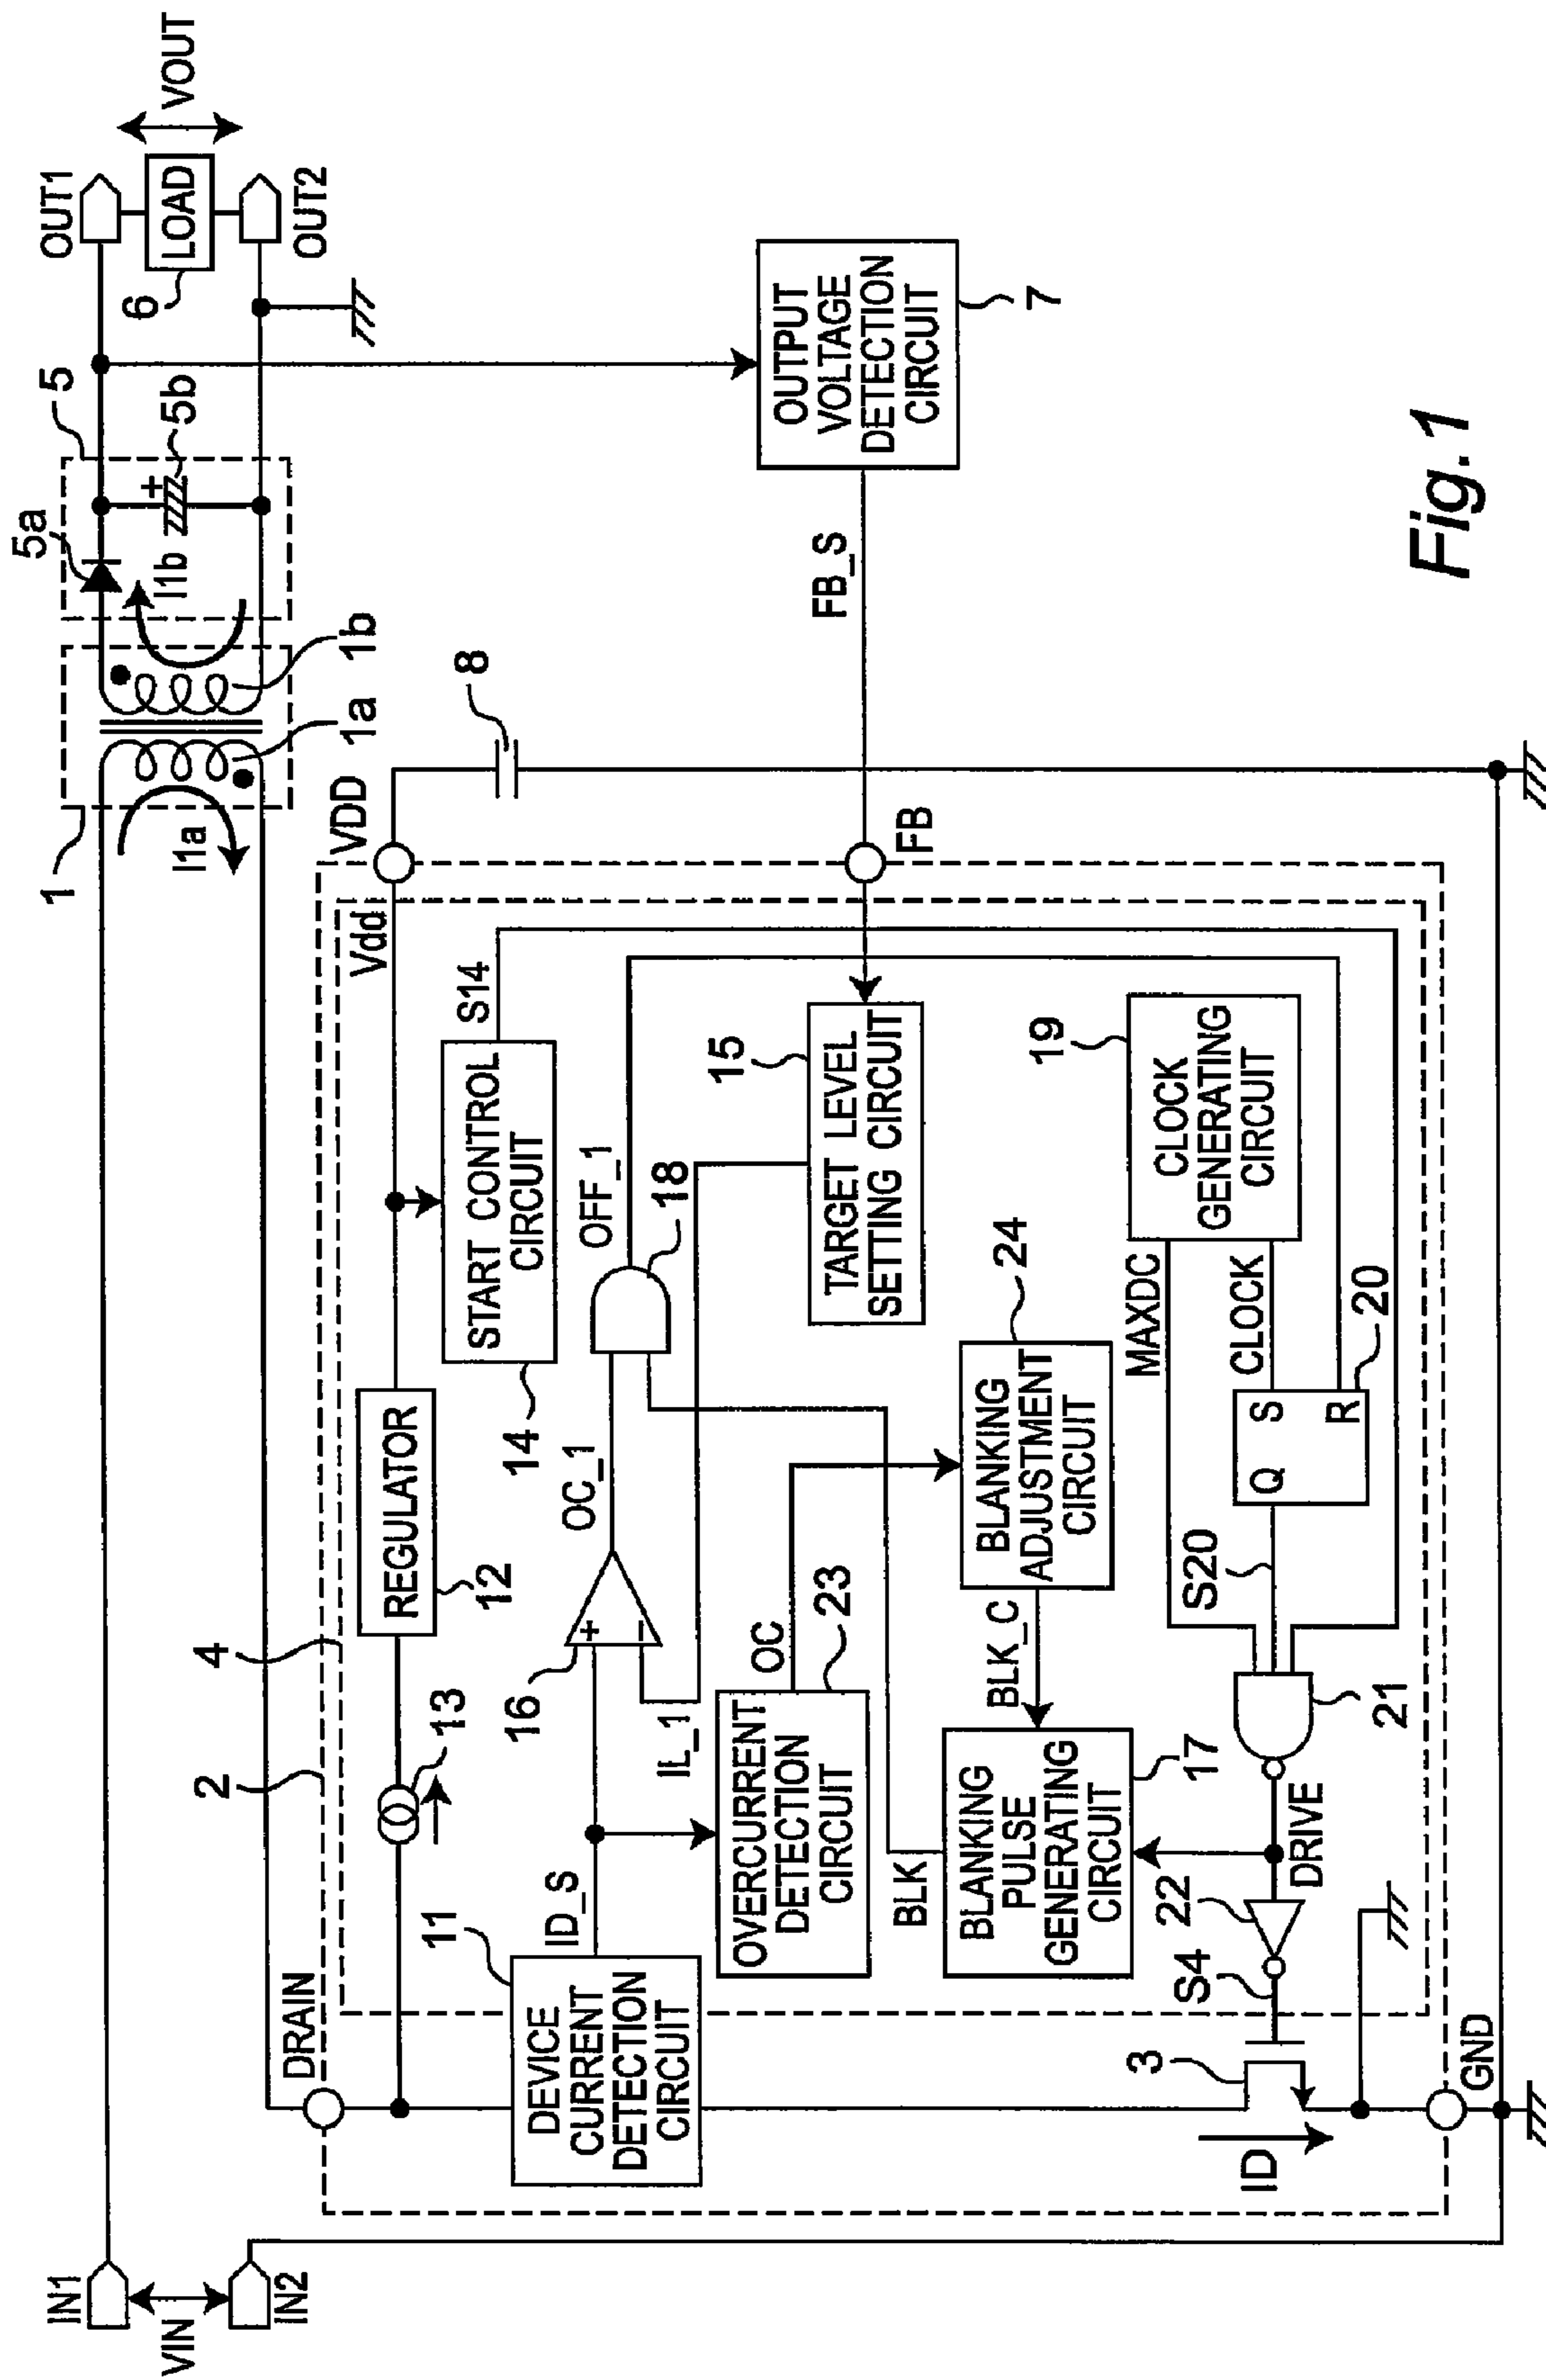 IN1
VIN
IN2
DRAIN
2
4
1
I1a
1a
1b
5a
I1b
5
5b
+
6
LOAD
OUT1
OUT2
VOUT
13
12
REGULATOR
Vdd
VDD
8
11
DEVICE
CURRENT
DETECTION
CIRCUIT
ID_S
16
+
−
OC_1
IL_1
14
START CONTROL
CIRCUIT
S14
OFF_1
18
OVERCURRENT
DETECTION
CIRCUIT
23
OC
15
TARGET LEVEL
SETTING CIRCUIT
FB
FB_S
OUTPUT
VOLTAGE
DETECTION
CIRCUIT
7
BLK
BLANKING
PULSE
GENERATING
CIRCUIT
17
BLK_C
BLANKING
ADJUSTMENT
CIRCUIT
24
MAXDC
CLOCK
19
CLOCK
GENERATING
CIRCUIT
3
S4
22
DRIVE
21
S20
Q
S
R
20
ID
GND
Fig.1